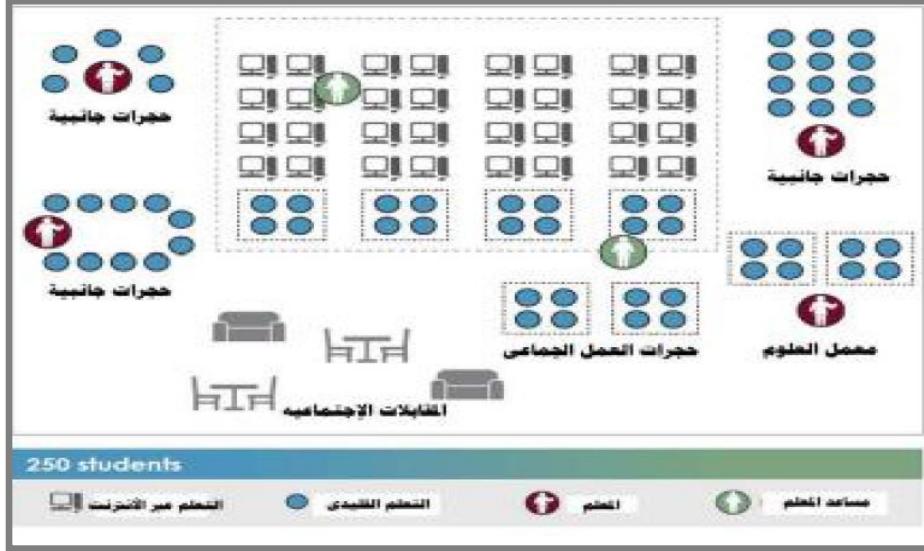 حجرات جانبية
حجرات جانبية
حجرات جانبية
معمل العلوم
حجرات العمل الجماعى
المقابلات الإجتماعيه
250 students
التعلم عبر الأنترنت
التعلم التقليدى
المعلم
مساعد المعلم